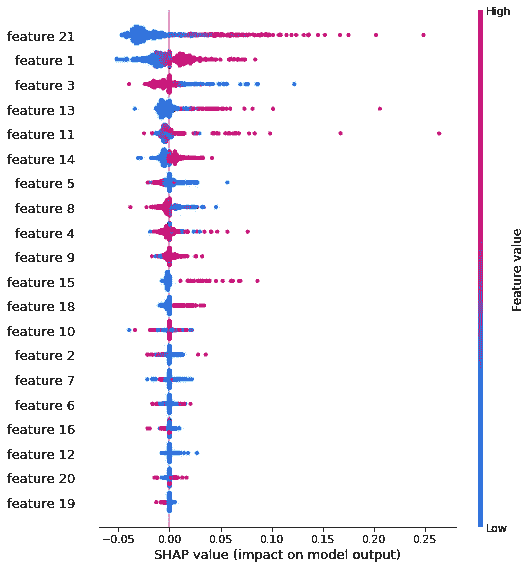 High
feature 21
feature 1
feature 3
feature 13
feature 11
feature 14
feature 5
feature 8
feature 4
feature 9
feature 15
feature 18
feature 10
feature 2
feature 7
feature 6
feature 16
feature 12
feature 20
feature 19
Feature value
Low
−0.05 0.00 0.05 0.10 0.15 0.20 0.25
SHAP value (impact on model output)